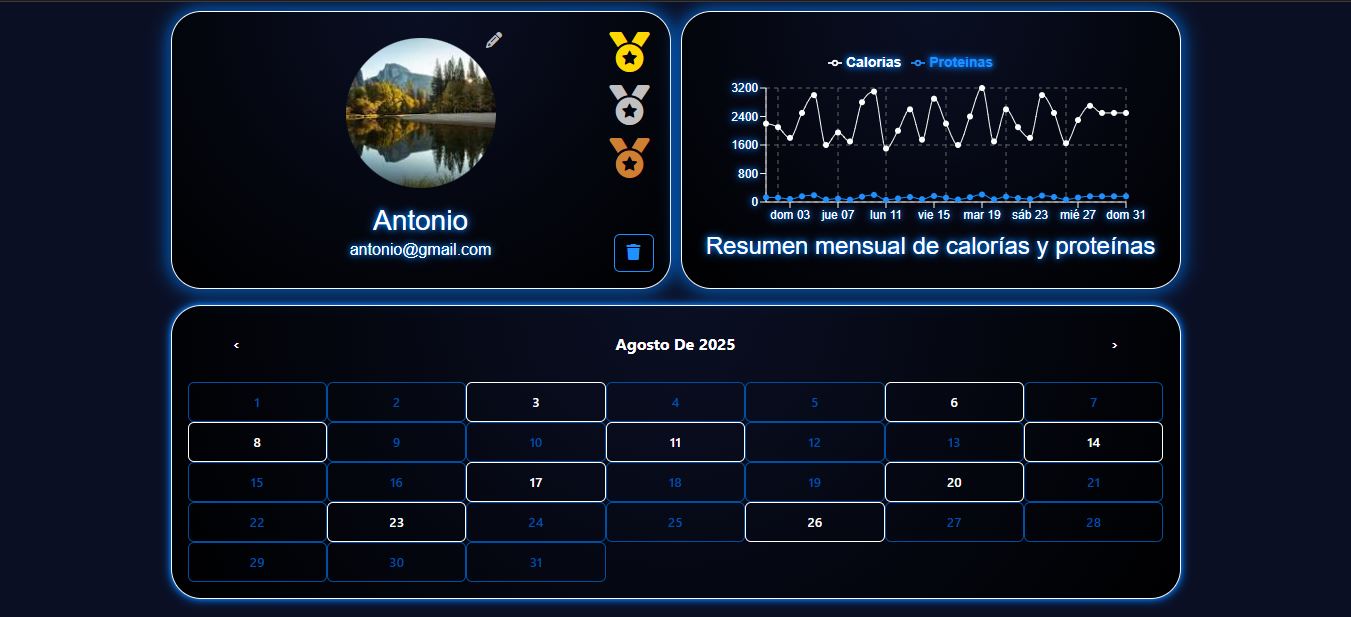 Antonio
antonio@gmail.com
Calorias Proteinas
3200
2400
1600
800
0
dom 03 jue 07 lun 11 vie 15 mar 19 sáb 23 mié 27 dom 31
Resumen mensual de calorías y proteínas
‹ Agosto De 2025 ›
1 2 3 4 5 6 7
8 9 10 11 12 13 14
15 16 17 18 19 20 21
22 23 24 25 26 27 28
29 30 31